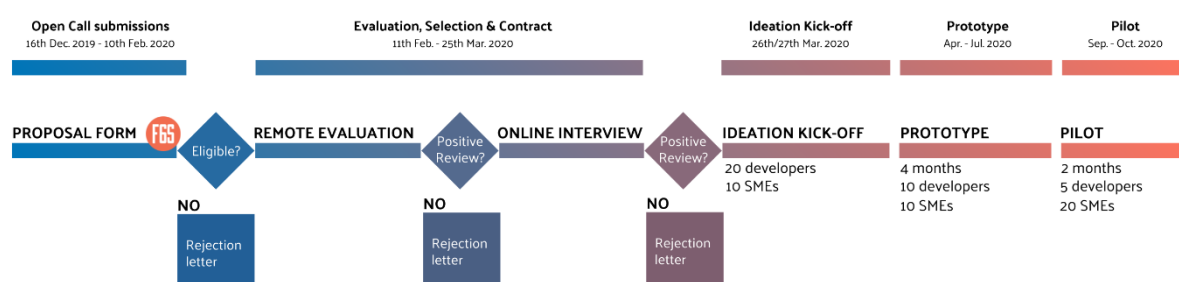 Open Call submissions
16th Dec. 2019 - 10th Feb. 2020
Evaluation, Selection & Contract
11th Feb. - 25th Mar. 2020
Ideation Kick-off
26th/27th Mar. 2020
Prototype
Apr. - Jul. 2020
Pilot
Sep. - Oct. 2020
PROPOSAL FORM
F6S
Eligible?
REMOTE EVALUATION
Positive
Review?
ONLINE INTERVIEW
Positive
Review?
IDEATION KICK-OFF
20 developers
10 SMEs
PROTOTYPE
4 months
10 developers
10 SMEs
PILOT
2 months
5 developers
20 SMEs
NO
Rejection
letter
NO
Rejection
letter
NO
Rejection
letter